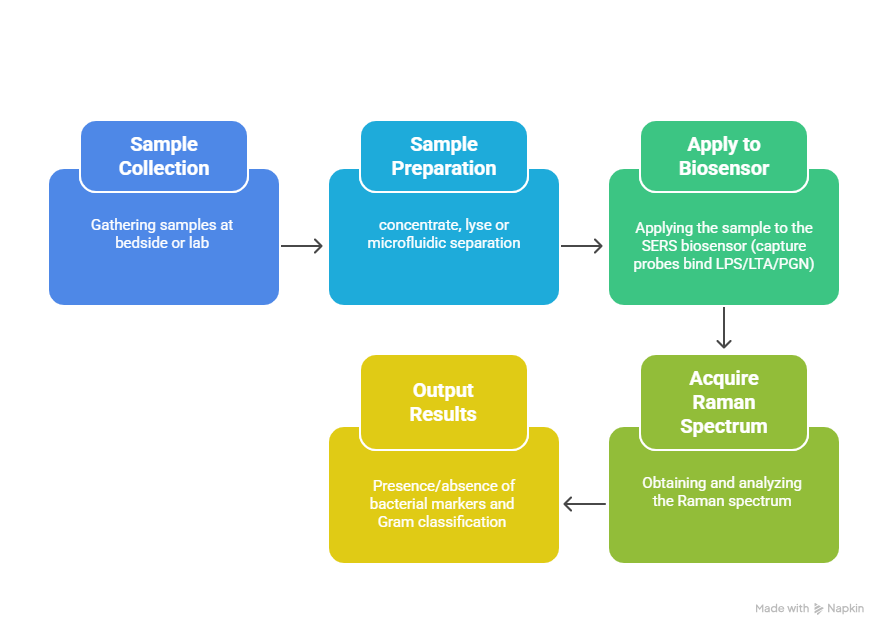 Sample
Collection
Gathering samples at
bedside or lab
Sample
Preparation
concentrate, lyse or
microfluidic separation
Apply to
Biosensor
Applying the sample to the
SERS biosensor (capture
probes bind LPS/LTA/PGN)
Acquire
Raman
Spectrum
Obtaining and analyzing
the Raman spectrum
Output
Results
Presence/absence of
bacterial markers and
Gram classification
Made with Napkin